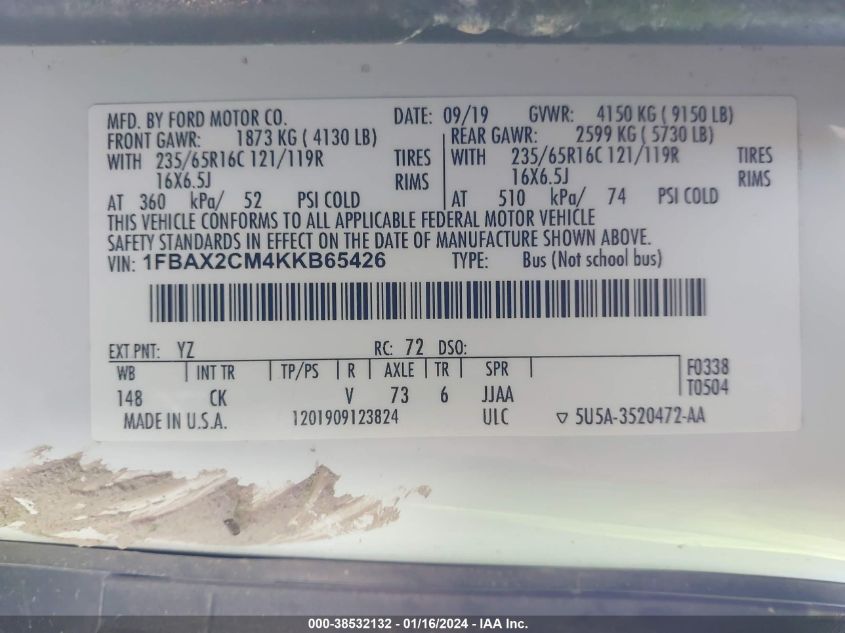 MFD. BY FORD MOTOR CO. DATE: 09/19 GVWR: 4150 KG ( 9150 LB)
FRONT GAWR: 1873 KG ( 4130 LB) REAR GAWR: 2599 KG ( 5730 LB)
WITH 235/65R16C 121/119R TIRES WITH 235/65R16C 121/119R TIRES
16X6.5J RIMS 16X6.5J RIMS
AT 360 kPa/ 52 PSI COLD AT 510 kPa/ 74 PSI COLD
THIS VEHICLE CONFORMS TO ALL APPLICABLE FEDERAL MOTOR VEHICLE
SAFETY STANDARDS IN EFFECT ON THE DATE OF MANUFACTURE SHOWN ABOVE.
VIN: 1FBAX2CM4KKB65426 TYPE: Bus (Not school bus)
EXT PNT: YZ RC: 72 DSO:
WB INT TR TP/PS R AXLE TR SPR F0338
148 CK V 73 6 JJAA T0504
MADE IN U.S.A. 1201909123824 ULC ▽ 5U5A-3520472-AA
000-38532132 - 01/16/2024 - IAA Inc.